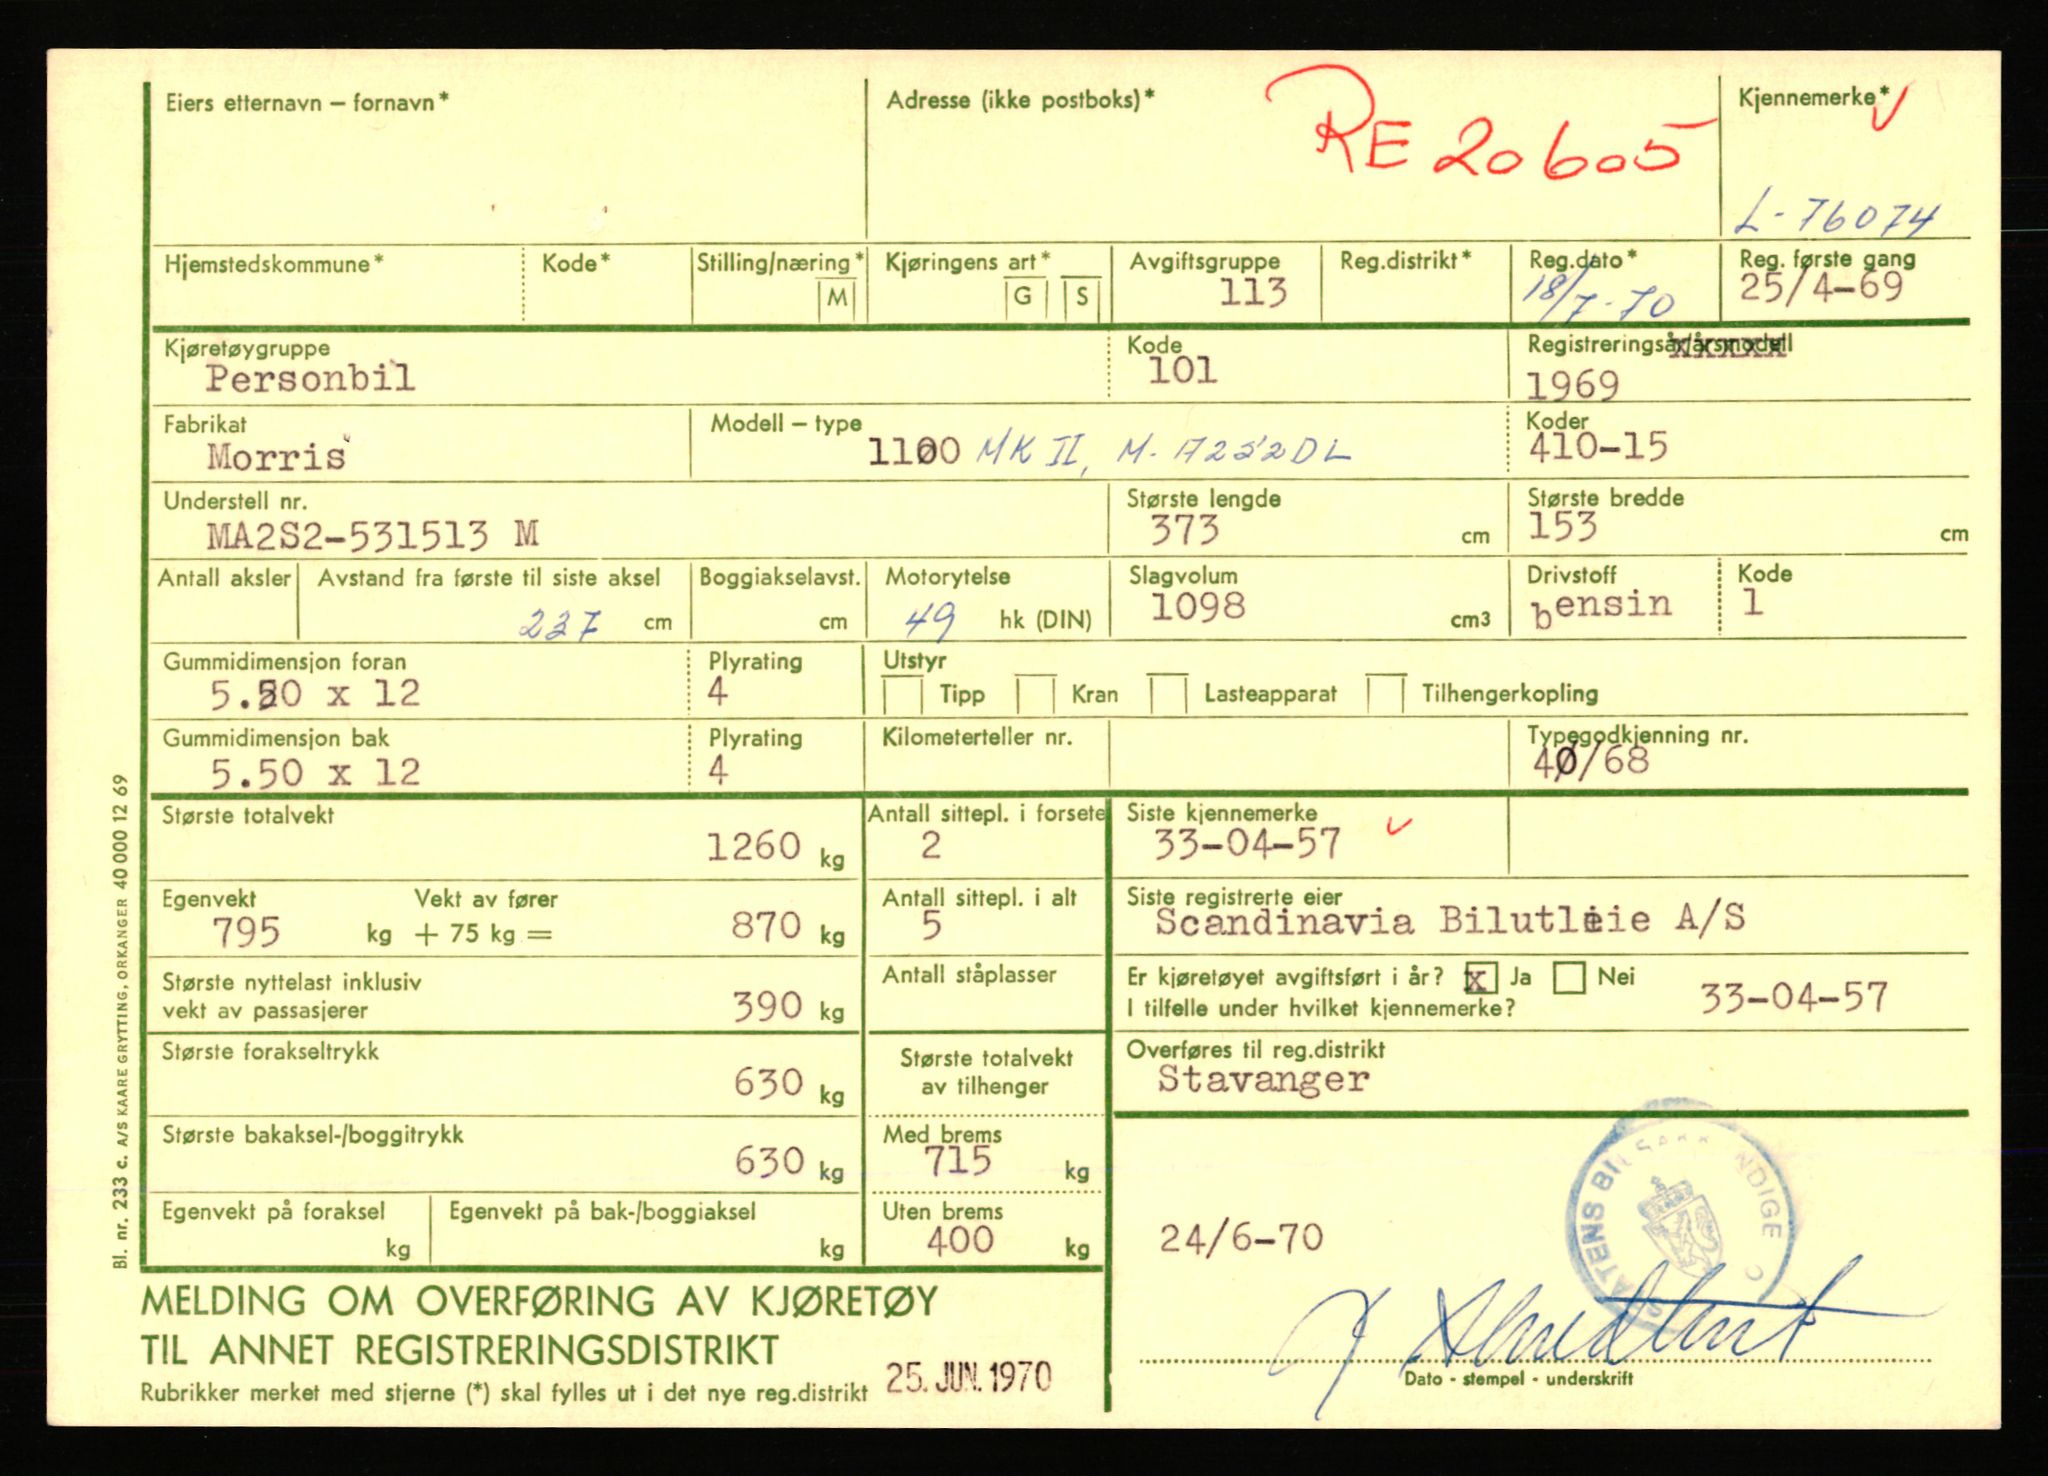 Eiers etternavn – fornavn*
Adresse (ikke postboks)*
RE 20605
Kjennemerke*
L-76074
Hjemstedskommune*
Kode*
Stilling/næring*
M
Kjøringens art*
G S
Avgiftsgruppe
113
Reg.distrikt*
Reg.dato*
18/7-70
Reg. første gang
25/4-69
Kjøretøygruppe
Personbil
Kode
101
Registreringsår/årsmodell
1969
Fabrikat
Morris
Modell – type
1100 MK II, M-A2S2DL
Koder
410-15
Understell nr.
MA2S2-531513 M
Største lengde
373 cm
Største bredde
153 cm
Antall aksler
Avstand fra første til siste aksel
237 cm
Boggiakselavst.
cm
Motorytelse
49 hk (DIN)
Slagvolum
1098 cm3
Drivstoff
bensin
Kode
1
Gummidimensjon foran
5.50 x 12
Plyrating
4
Utstyr
Tipp Kran Lasteapparat Tilhengerkopling
Gummidimensjon bak
5.50 x 12
Plyrating
4
Kilometerteller nr.
Typegodkjenning nr.
40/68
Største totalvekt
1260 kg
Antall sittepl. i forsete
2
Siste kjennemerke
33-04-57
Egenvekt Vekt av fører
795 kg + 75 kg = 870 kg
Antall sittepl. i alt
5
Siste registrerte eier
Scandinavia Bilutleie A/S
Største nyttelast inklusiv
vekt av passasjerer
390 kg
Antall ståplasser
Er kjøretøyet avgiftsført i år? x Ja Nei
I tilfelle under hvilket kjennemerke?
33-04-57
Største forakseltrykk
630 kg
Største totalvekt
av tilhenger
Overføres til reg.distrikt
Stavanger
Største bakaksel-/boggitrykk
630 kg
Med brems
715 kg
Egenvekt på foraksel
kg
Egenvekt på bak-/boggiaksel
kg
Uten brems
400 kg
24/6-70
STATENS BILSAKKYNDIGE
MELDING OM OVERFØRING AV KJØRETØY
TIL ANNET REGISTRERINGSDISTRIKT
Rubrikker merket med stjerne (*) skal fylles ut i det nye reg.distrikt
25. JUN. 1970
Dato - stempel - underskrift
Bl. nr. 233 c. A/S KAARE GRYTTING, ORKANGER 40 000 12 69